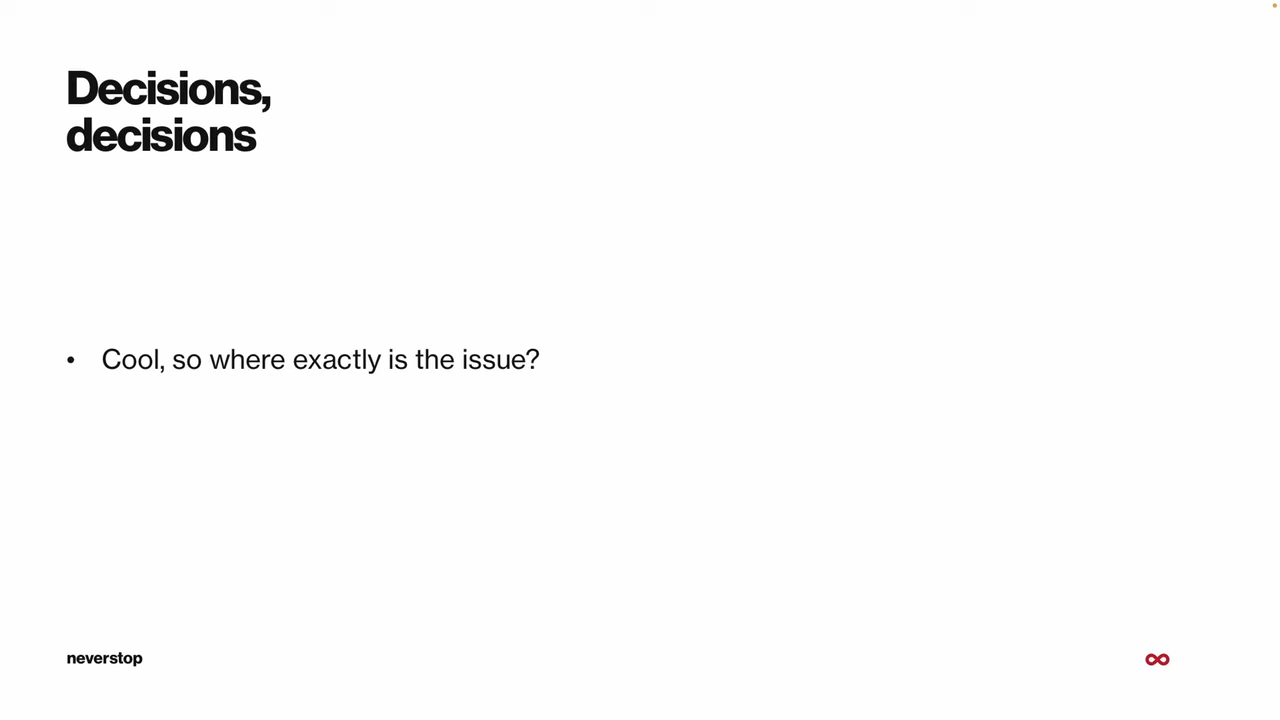 Decisions,
decisions
• Cool, so where exactly is the issue?
neverstop